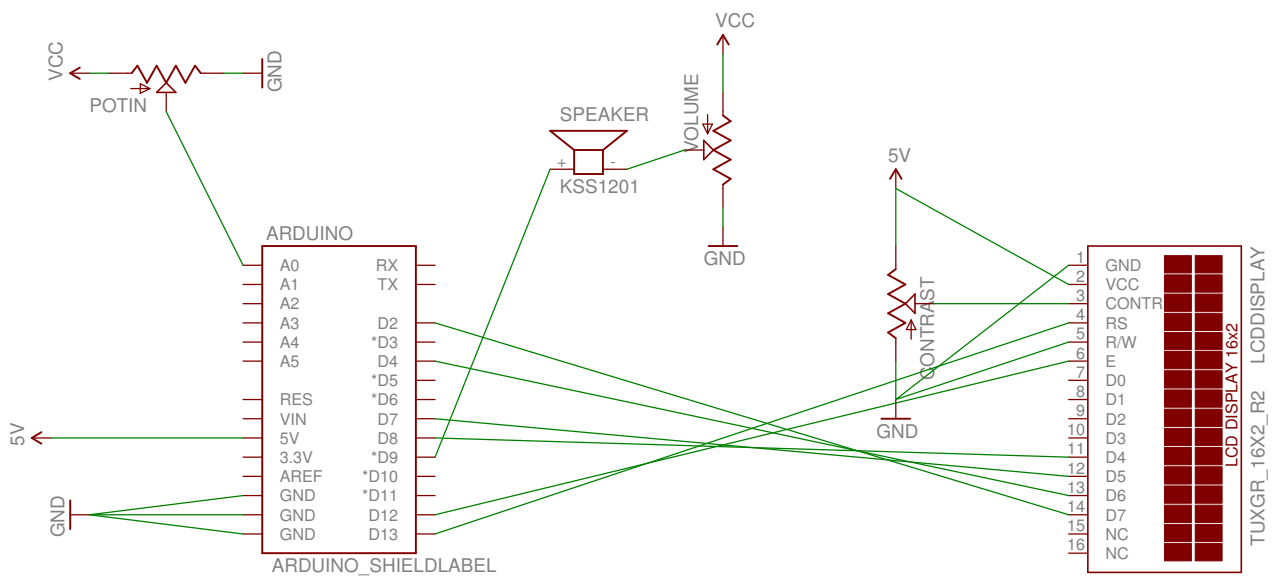 VCC
GND
POTIN
SPEAKER
+
-
KSS1201
VOLUME
VCC
GND
5V
CONTRAST
GND
ARDUINO
A0
A1
A2
A3
A4
A5
RES
VIN
5V
3.3V
AREF
GND
GND
GND
RX
TX
D2
*D3
D4
*D5
*D6
D7
D8
*D9
*D10
*D11
D12
D13
ARDUINO_SHIELDLABEL
5V
GND
1 GND
2 VCC
3 CONTR
4 RS
5 R/W
6 E
7 D0
8 D1
9 D2
10 D3
11 D4
12 D5
13 D6
14 D7
15 NC
16 NC
LCD DISPLAY 16x2
LCDDISPLAY
TUXGR_16X2_R2